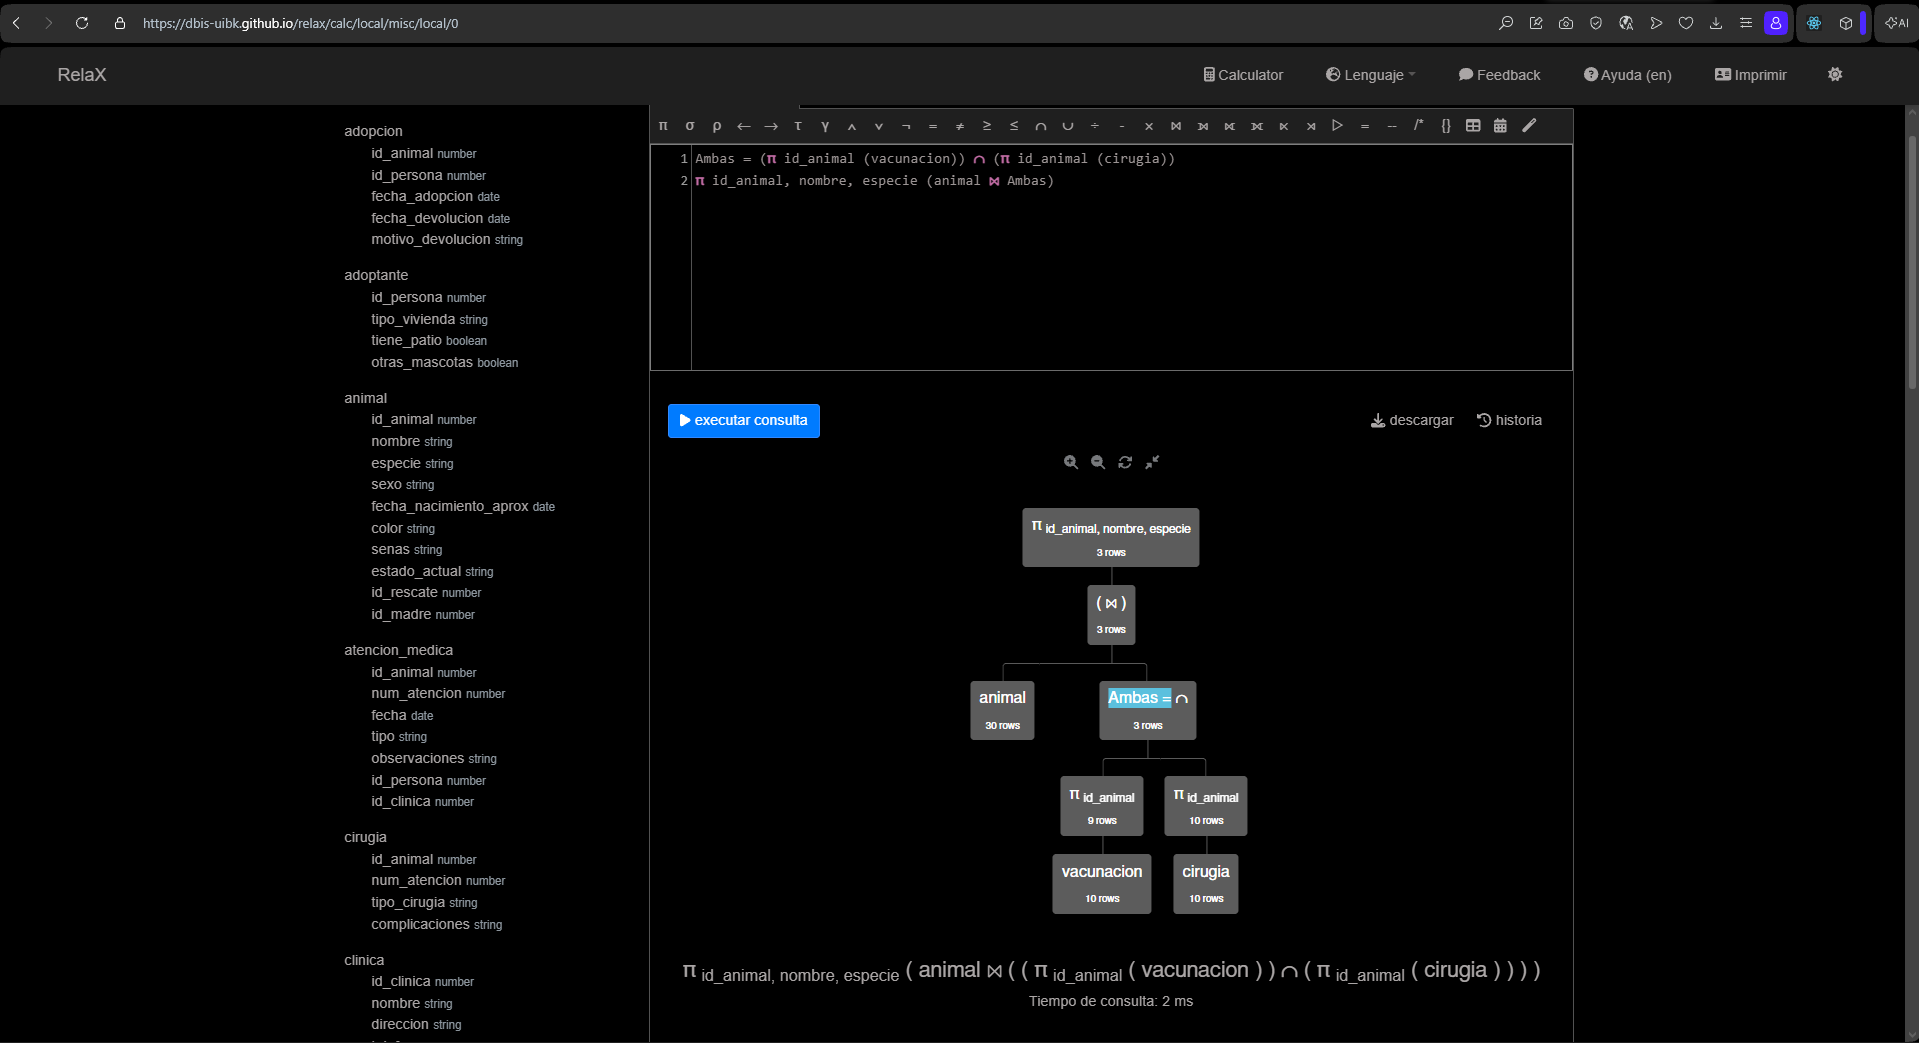 https://dbis-uibk.github.io/relax/calc/local/misc/local/0
AI
RelaX
Calculator
Lenguaje
Feedback
Ayuda (en)
Imprimir
adopcion
id_animal number
id_persona number
fecha_adopcion date
fecha_devolucion date
motivo_devolucion string
adoptante
id_persona number
tipo_vivienda string
tiene_patio boolean
otras_mascotas boolean
animal
id_animal number
nombre string
especie string
sexo string
fecha_nacimiento_aprox date
color string
senas string
estado_actual string
id_rescate number
id_madre number
atencion_medica
id_animal number
num_atencion number
fecha date
tipo string
observaciones string
id_persona number
id_clinica number
cirugia
id_animal number
num_atencion number
tipo_cirugia string
complicaciones string
clinica
id_clinica number
nombre string
direccion string
π σ ρ ← → τ γ ∧ ∨ ¬ = ≠ ≥ ≤ ∩ ∪ ÷ - ⨯ ⋈ ⟗ ⟕ ⟖ ⋉ ⋊ ▷ = -- /* {}
1 Ambas = (π id_animal (vacunacion)) ∩ (π id_animal (cirugia))
2 π id_animal, nombre, especie (animal ⋈ Ambas)
executar consulta
descargar
historia
π id_animal, nombre, especie
3 rows
( ⋈ )
3 rows
animal
30 rows
Ambas = ∩
3 rows
π id_animal
9 rows
π id_animal
10 rows
vacunacion
10 rows
cirugia
10 rows
π id_animal, nombre, especie ( animal ⋈ ( ( π id_animal ( vacunacion ) ) ∩ ( π id_animal ( cirugia ) ) ) )
Tiempo de consulta: 2 ms